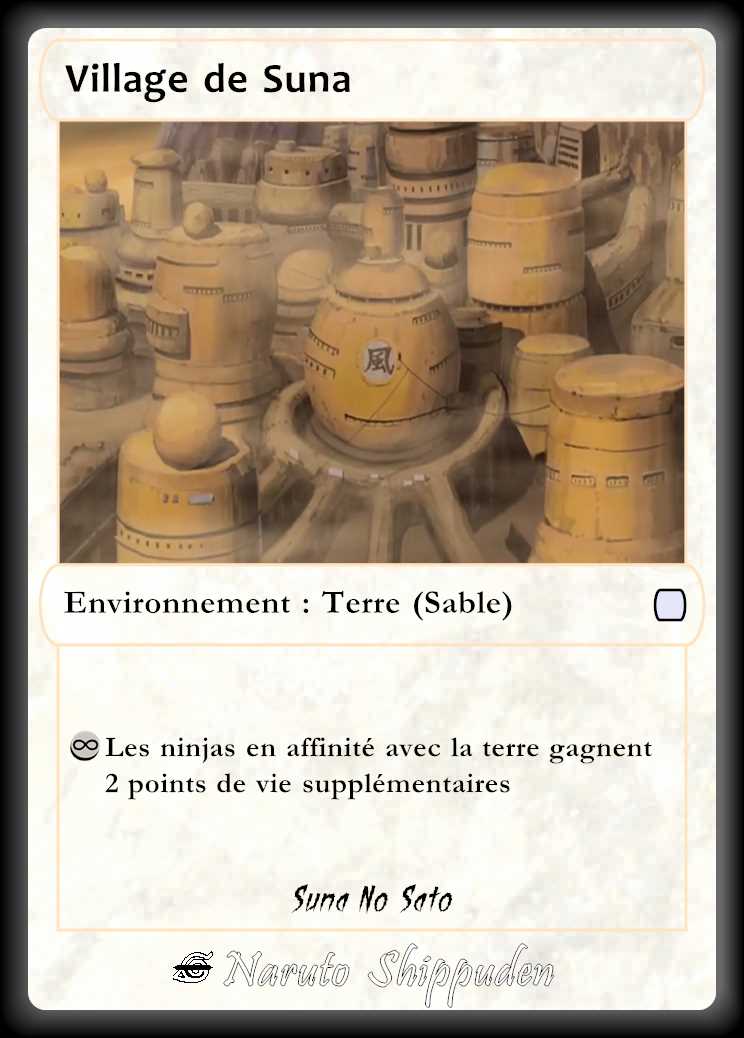 Village de Suna
風
Environnement : Terre (Sable)
∞ Les ninjas en affinité avec la terre gagnent
2 points de vie supplémentaires
Suna No Sato
Naruto Shippuden